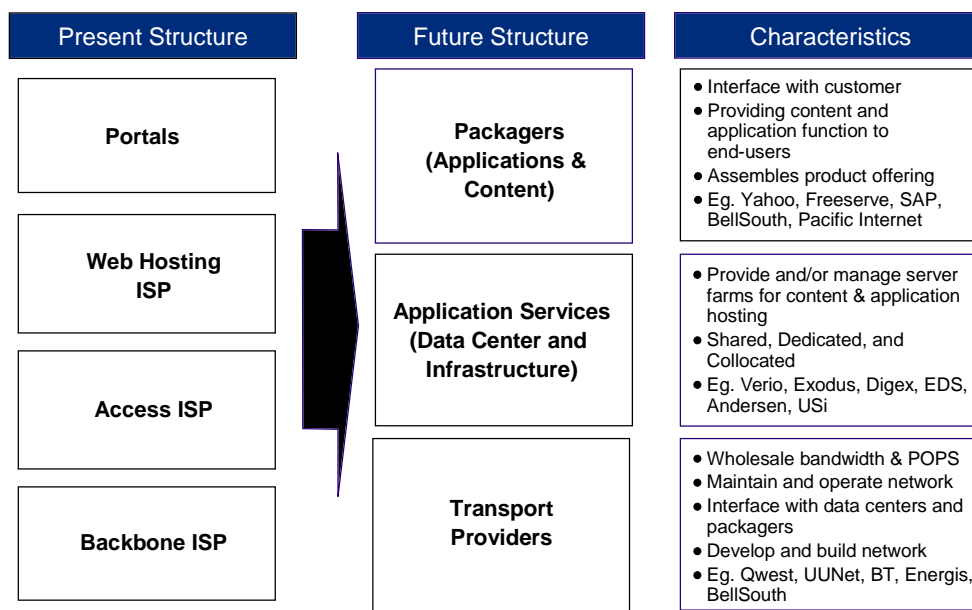 Present Structure
Future Structure
Characteristics
Portals
Web Hosting
ISP
Access ISP
Backbone ISP
Packagers
(Applications &
Content)
Application Services
(Data Center and
Infrastructure)
Transport
Providers
• Interface with customer
• Providing content and
application function to
end-users
• Assembles product offering
• Eg. Yahoo, Freeserve, SAP,
BellSouth, Pacific Internet
• Provide and/or manage server
farms for content & application
hosting
• Shared, Dedicated, and
Collocated
• Eg. Verio, Exodus, Digex, EDS,
Andersen, USi
• Wholesale bandwidth & POPS
• Maintain and operate network
• Interface with data centers and
packagers
• Develop and build network
• Eg. Qwest, UUNet, BT, Energis,
BellSouth